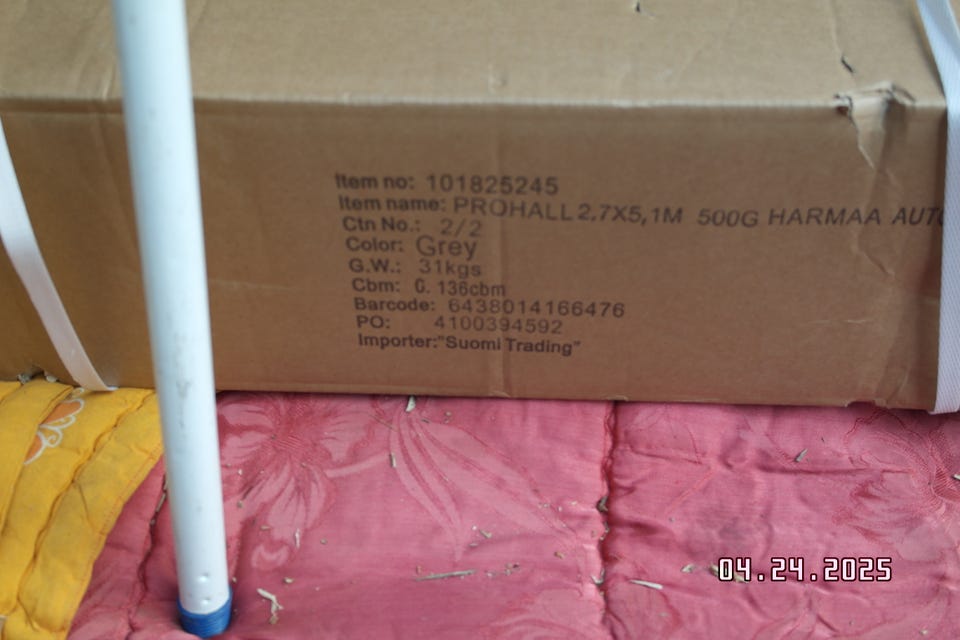 Item no: 101825245
Item name: PROHALL 2,7X5,1M 500G HARMAA AUTO
Ctn No.: 2/2
Color: Grey
G.W.: 31kgs
Cbm: 0.136cbm
Barcode: 6438014166476
PO: 4100394592
Importer:"Suomi Trading"
04.24.2025